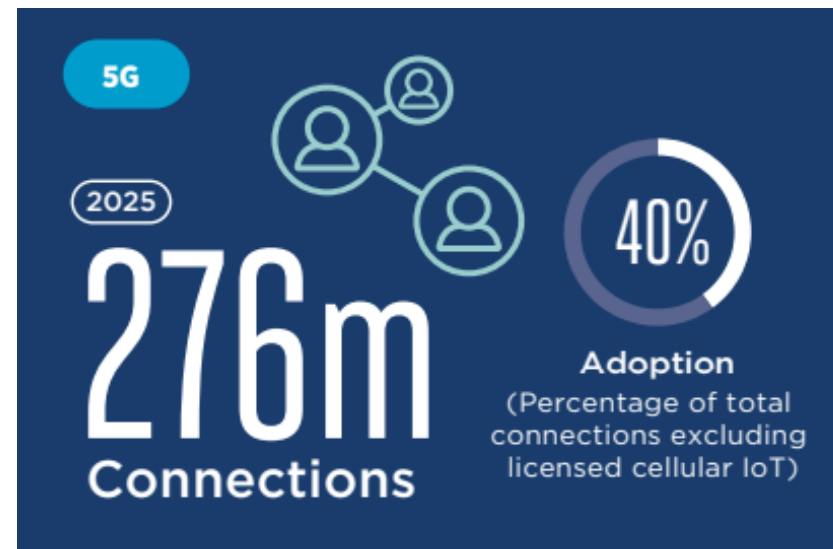 5G
2025
276m
Connections
40%
Adoption
(Percentage of total
connections excluding
licensed cellular IoT)